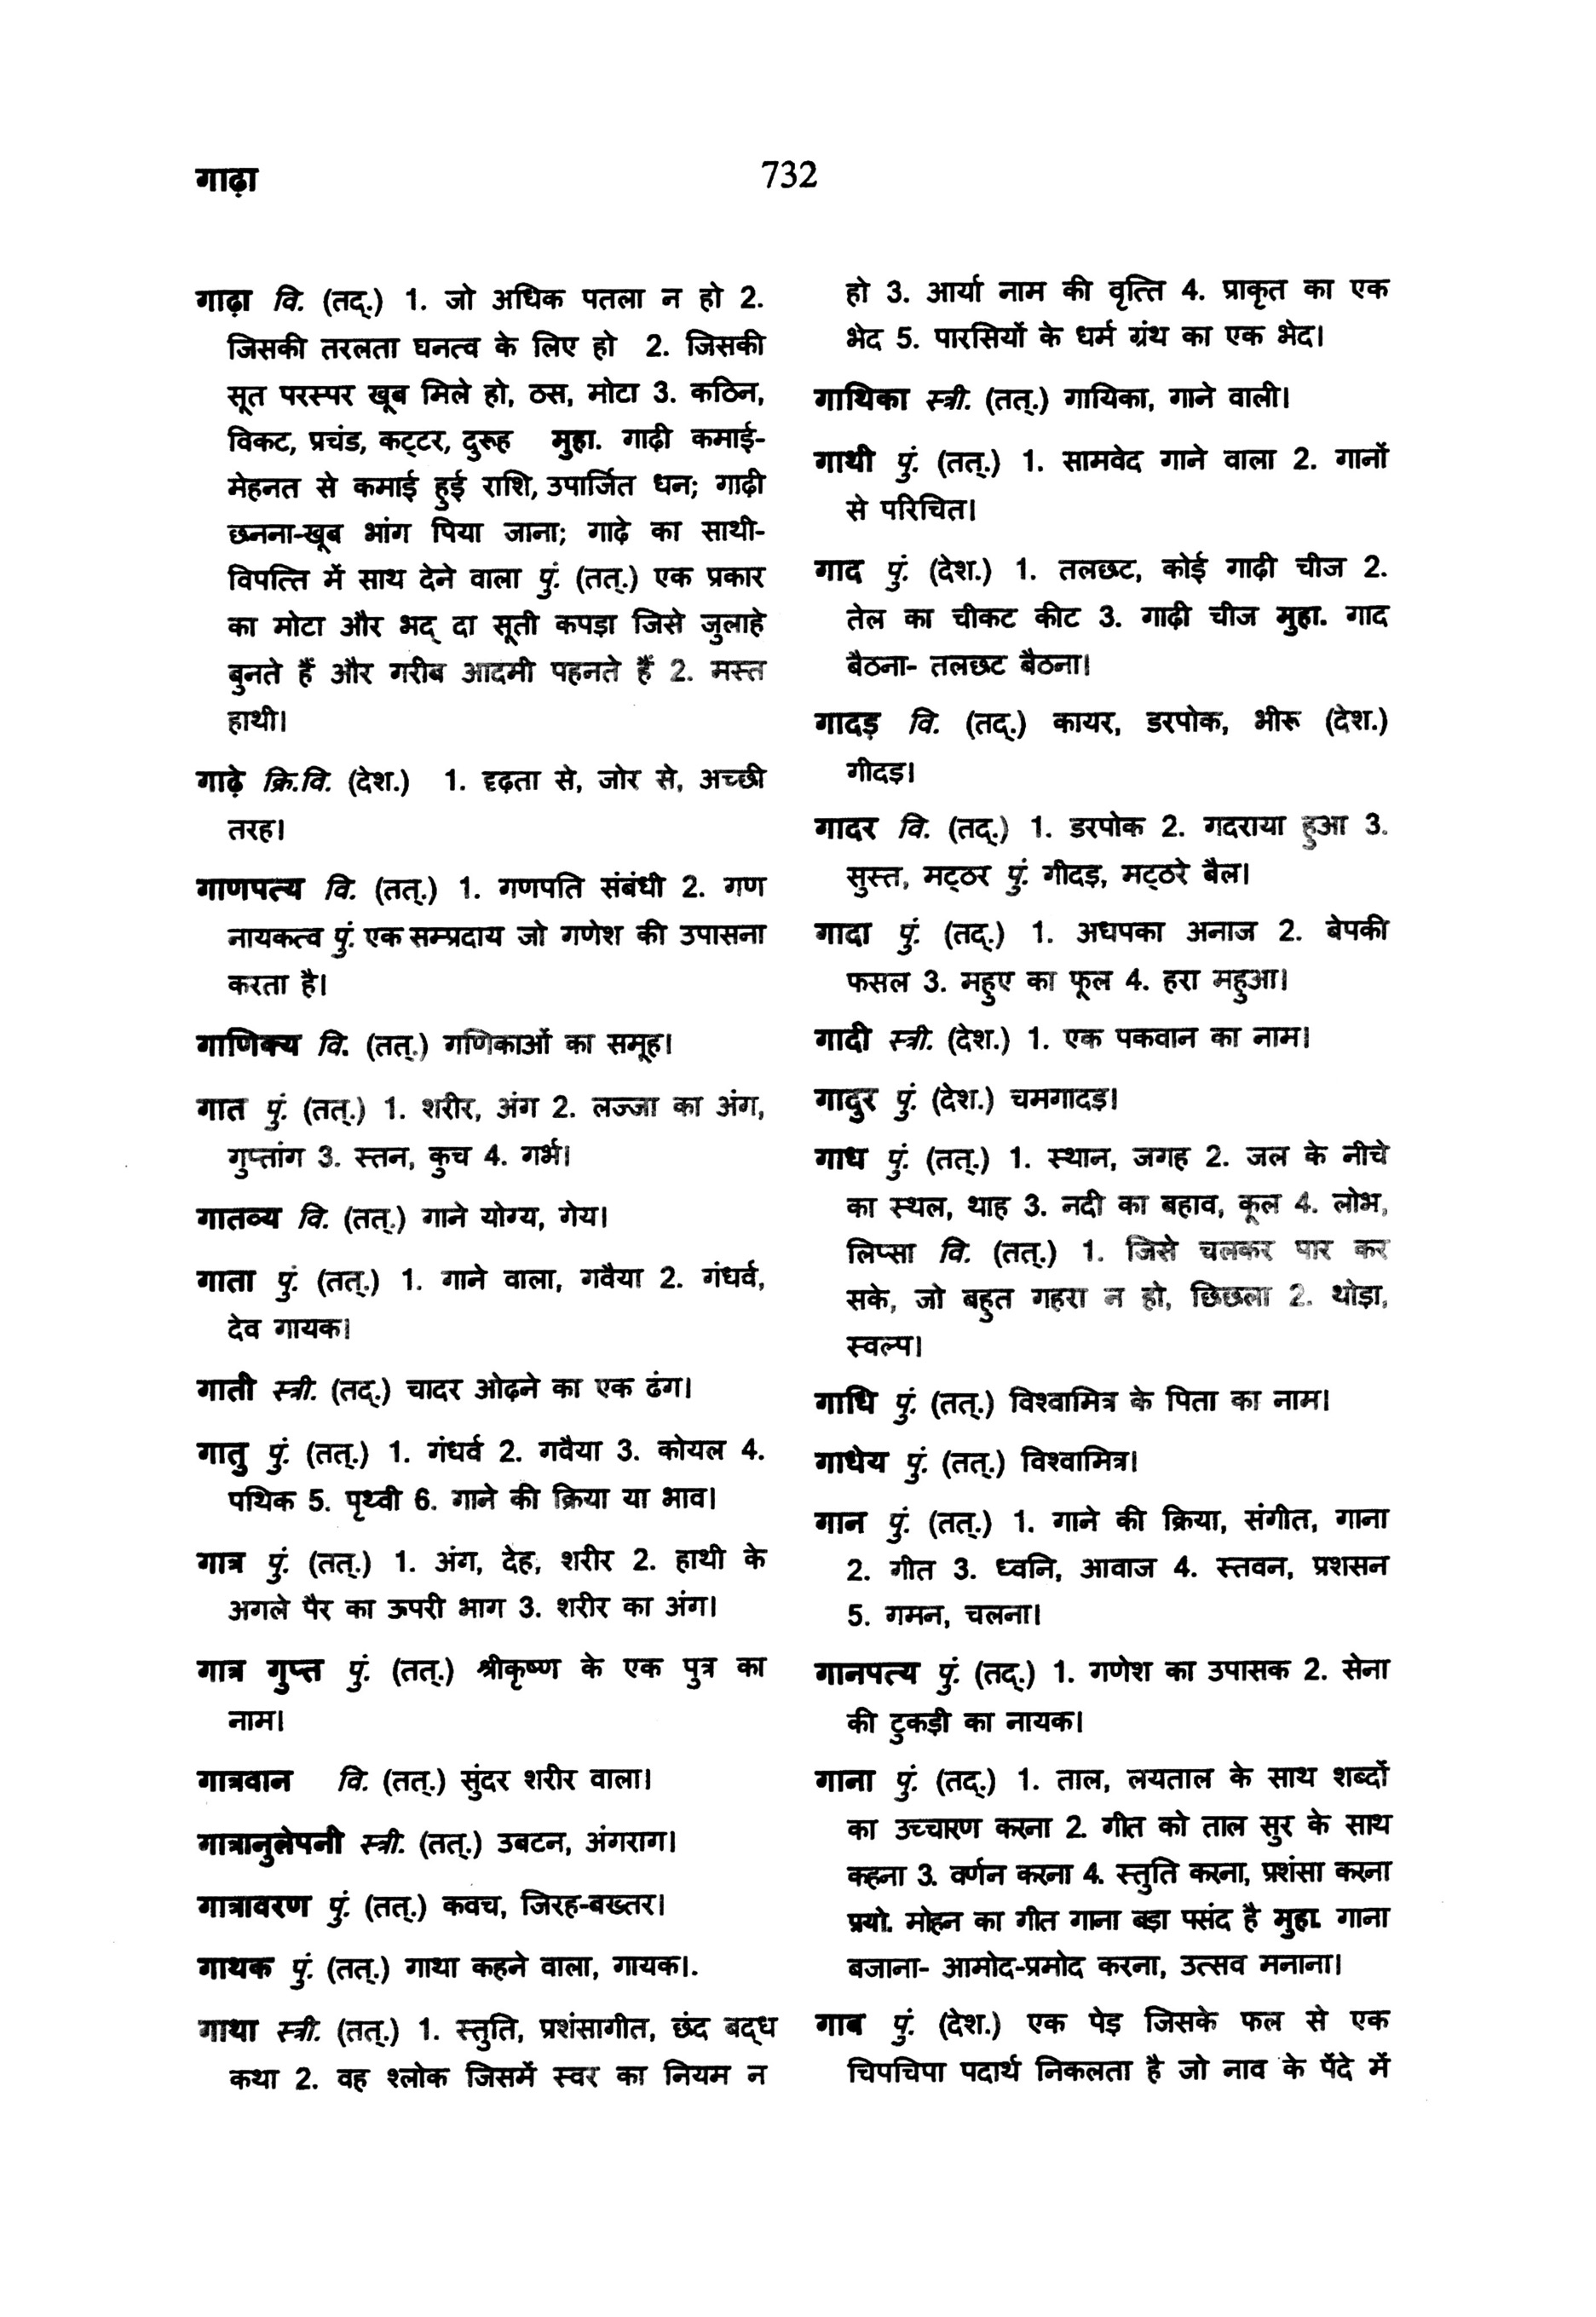 गाढ़ा
732
गाढ़ा वि. (तद्.) 1. जो अधिक पतला न हो 2.
जिसकी तरलता घनत्व के लिए हो 2. जिसकी
सूत परस्पर खूब मिले हो, ठस, मोटा 3. कठिन,
विकट, प्रचंड, कट्टर, दुरूह मुहा. गाढ़ी कमाई-
मेहनत से कमाई हुई राशि, उपार्जित धन; गाढ़ी
छनना-खूब भांग पिया जाना; गाढ़े का साथी-
विपत्ति में साथ देने वाला पुं. (तत्.) एक प्रकार
का मोटा और भद् दा सूती कपड़ा जिसे जुलाहे
बुनते हैं और गरीब आदमी पहनते हैं 2. मस्त
हाथी।
गाढ़े क्रि.वि. (देश.) 1. दृढ़ता से, जोर से, अच्छी
तरह।
गाणपत्य वि. (तत्.) 1. गणपति संबंधी 2. गण
नायकत्व पुं. एक सम्प्रदाय जो गणेश की उपासना
करता है।
गाणिक्य वि. (तत्.) गणिकाओं का समूह।
गात पुं. (तत्.) 1. शरीर, अंग 2. लज्जा का अंग,
गुप्तांग 3. स्तन, कुच 4. गर्भ।
गातव्य वि. (तत्.) गाने योग्य, गेय।
गाता पुं. (तत्.) 1. गाने वाला, गवैया 2. गंधर्व,
देव गायक।
गाती स्त्री. (तद्.) चादर ओढ़ने का एक ढंग।
गातु पुं. (तत्.) 1. गंधर्व 2. गवैया 3. कोयल 4.
पथिक 5. पृथ्वी 6. गाने की क्रिया या भाव।
गात्र पुं. (तत्.) 1. अंग, देह, शरीर 2. हाथी के
अगले पैर का ऊपरी भाग 3. शरीर का अंग।
गात्र गुप्त पुं. (तत्.) श्रीकृष्ण के एक पुत्र का
नाम।
गात्रवान वि. (तत्.) सुंदर शरीर वाला।
गात्रानुलेपनी स्त्री. (तत्.) उबटन, अंगराग।
गात्रावरण पुं. (तत्.) कवच, जिरह-बख्तर।
गाथक पुं. (तत्.) गाथा कहने वाला, गायक।.
गाथा स्त्री. (तत्.) 1. स्तुति, प्रशंसागीत, छंद बद्ध
कथा 2. वह श्लोक जिसमें स्वर का नियम न
हो 3. आर्या नाम की वृत्ति 4. प्राकृत का एक
भेद 5. पारसियों के धर्म ग्रंथ का एक भेद।
गाथिका स्त्री. (तत्.) गायिका, गाने वाली।
गाथी पुं. (तत्.) 1. सामवेद गाने वाला 2. गानों
से परिचित।
गाद पुं. (देश.) 1. तलछट, कोई गाढ़ी चीज 2.
तेल का चीकट कीट 3. गाढ़ी चीज मुहा. गाद
बैठना- तलछट बैठना।
गादड़ वि. (तद्.) कायर, डरपोक, भीरू (देश.)
गीदड़।
गादर वि. (तद्.) 1. डरपोक 2. गदराया हुआ 3.
सुस्त, मट्ठर पुं. गीदड़, मट्ठरे बैल।
गादा पुं. (तद्.) 1. अधपका अनाज 2. बेपकी
फसल 3. महुए का फूल 4. हरा महुआ।
गादी स्त्री. (देश.) 1. एक पकवान का नाम।
गादुर पुं. (देश.) चमगादड़।
गाध पुं. (तत्.) 1. स्थान, जगह 2. जल के नीचे
का स्थल, थाह 3. नदी का बहाव, कूल 4. लोभ,
लिप्सा वि. (तत्.) 1. जिसे चलकर पार कर
सके, जो बहुत गहरा न हो, छिछला 2. थोड़ा,
स्वल्प।
गाधि पुं. (तत्.) विश्वामित्र के पिता का नाम।
गाधेय पुं. (तत्.) विश्वामित्र।
गान पुं. (तत्.) 1. गाने की क्रिया, संगीत, गाना
2. गीत 3. ध्वनि, आवाज 4. स्तवन, प्रशसन
5. गमन, चलना।
गानपत्य पुं. (तद्.) 1. गणेश का उपासक 2. सेना
की टुकड़ी का नायक।
गाना पुं. (तद्.) 1. ताल, लयताल के साथ शब्दों
का उच्चारण करना 2. गीत को ताल सुर के साथ
कहना 3. वर्णन करना 4. स्तुति करना, प्रशंसा करना
प्रयो. मोहन का गीत गाना बड़ा पसंद है मुहा. गाना
बजाना- आमोद-प्रमोद करना, उत्सव मनाना।
गाब पुं. (देश.) एक पेड़ जिसके फल से एक
चिपचिपा पदार्थ निकलता है जो नाव के पेंदे में